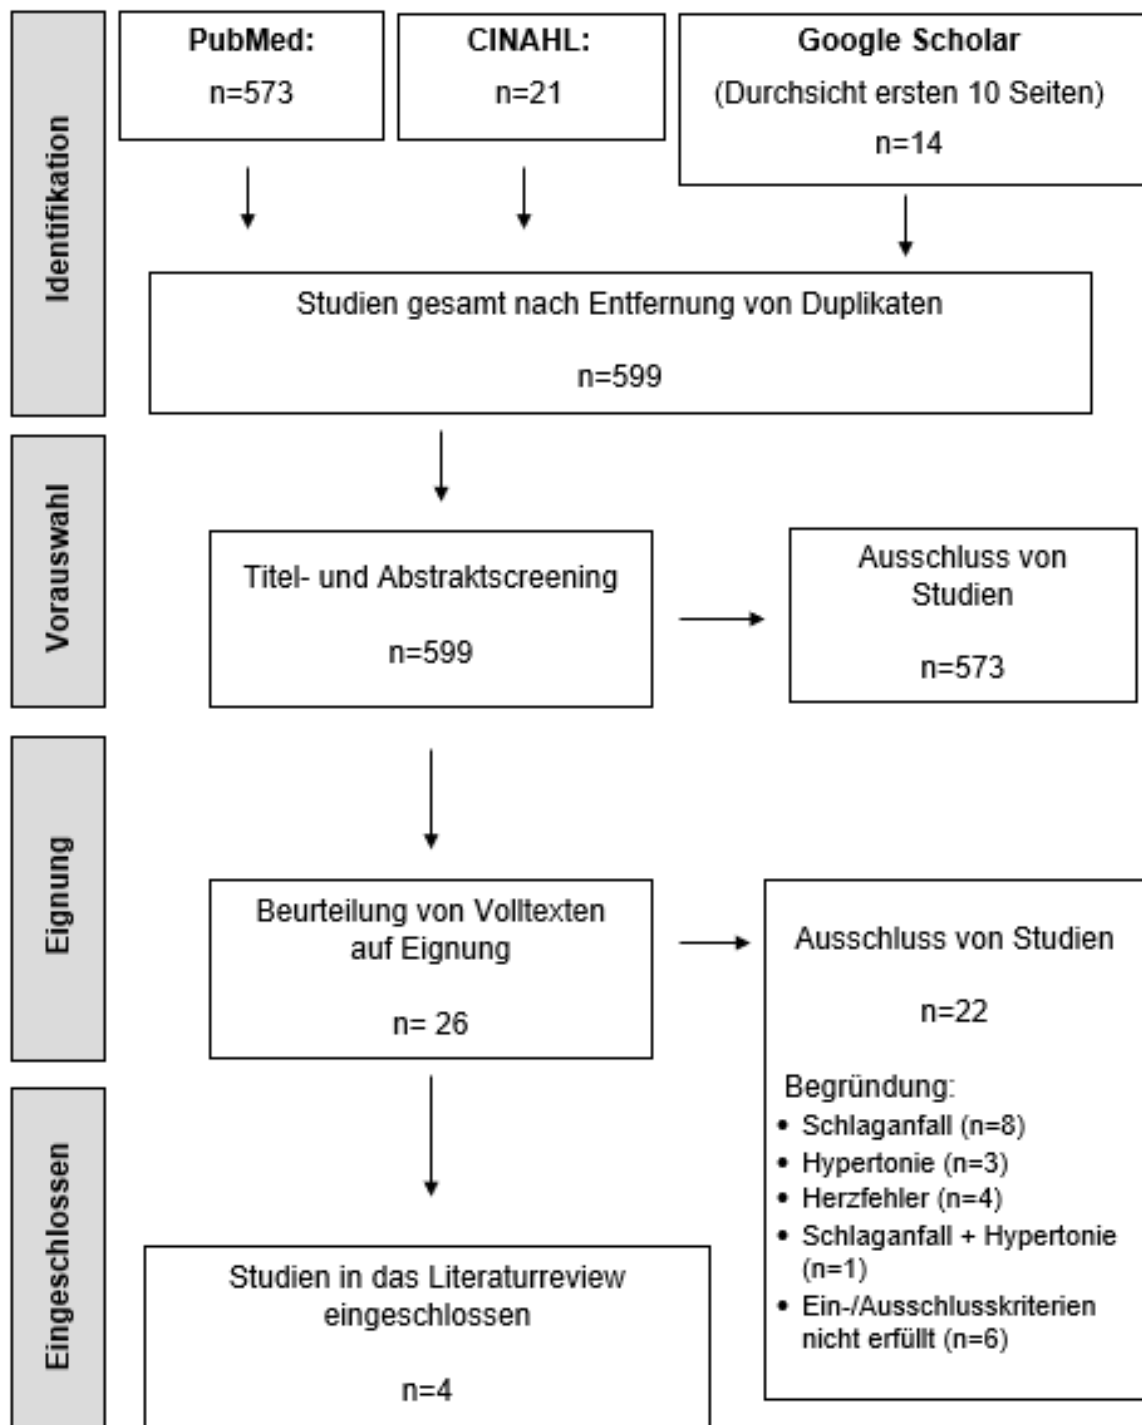 Identifikation
PubMed:
n=573
CINAHL:
n=21
Google Scholar
(Durchsicht ersten 10 Seiten)
n=14
Studien gesamt nach Entfernung von Duplikaten
n=599
Vorauswahl
Titel- und Abstraktscreening
n=599
Ausschluss von
Studien
n=573
Eignung
Beurteilung von Volltexten
auf Eignung
n= 26
Ausschluss von Studien
n=22
Begründung:
• Schlaganfall (n=8)
• Hypertonie (n=3)
• Herzfehler (n=4)
• Schlaganfall + Hypertonie
(n=1)
• Ein-/Ausschlusskriterien
nicht erfüllt (n=6)
Eingeschlossen
Studien in das Literaturreview
eingeschlossen
n=4